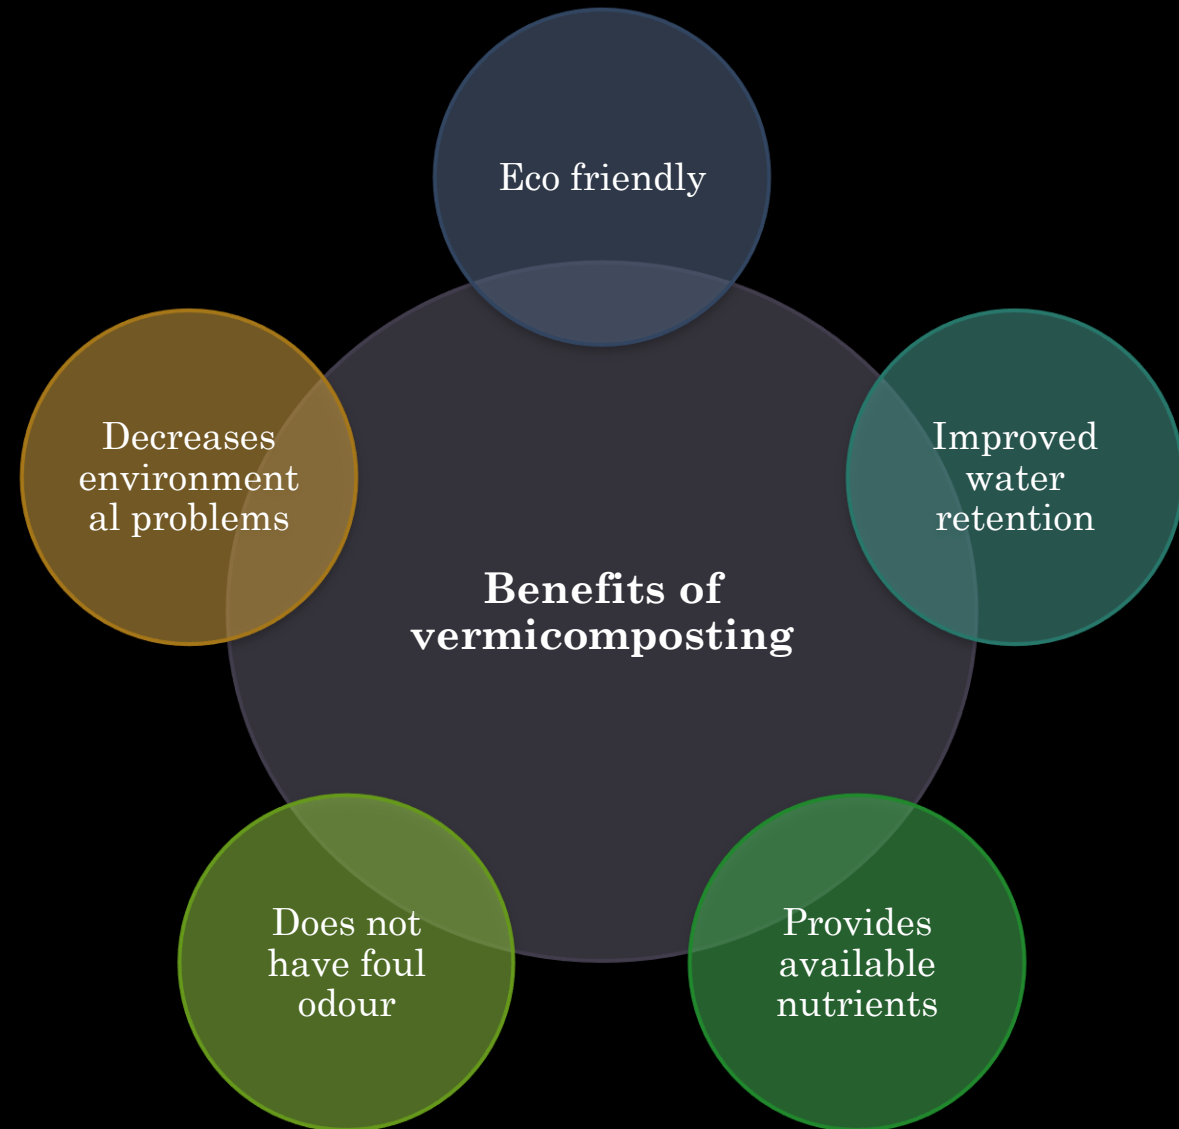 Eco friendly
Improved
water
retention
Provides
available
nutrients
Does not
have foul
odour
Decreases
environment
al problems
Benefits of
vermicomposting